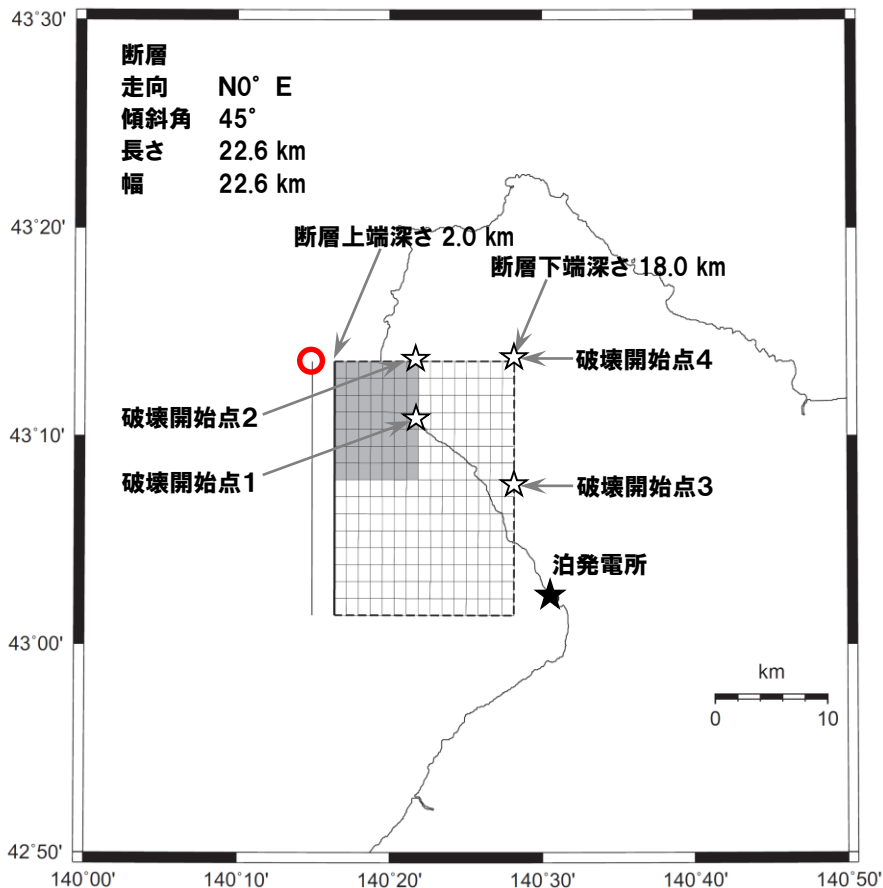 43°30'
断層
走向 N0° E
傾斜角 45°
長さ 22.6 km
幅 22.6 km
43°20'
断層上端深さ 2.0 km
断層下端深さ 18.0 km
破壊開始点4
破壊開始点2
43°10'
破壊開始点1
破壊開始点3
泊発電所
43°00'
km
0 10
42°50'
140°00' 140°10' 140°20' 140°30' 140°40' 140°50'